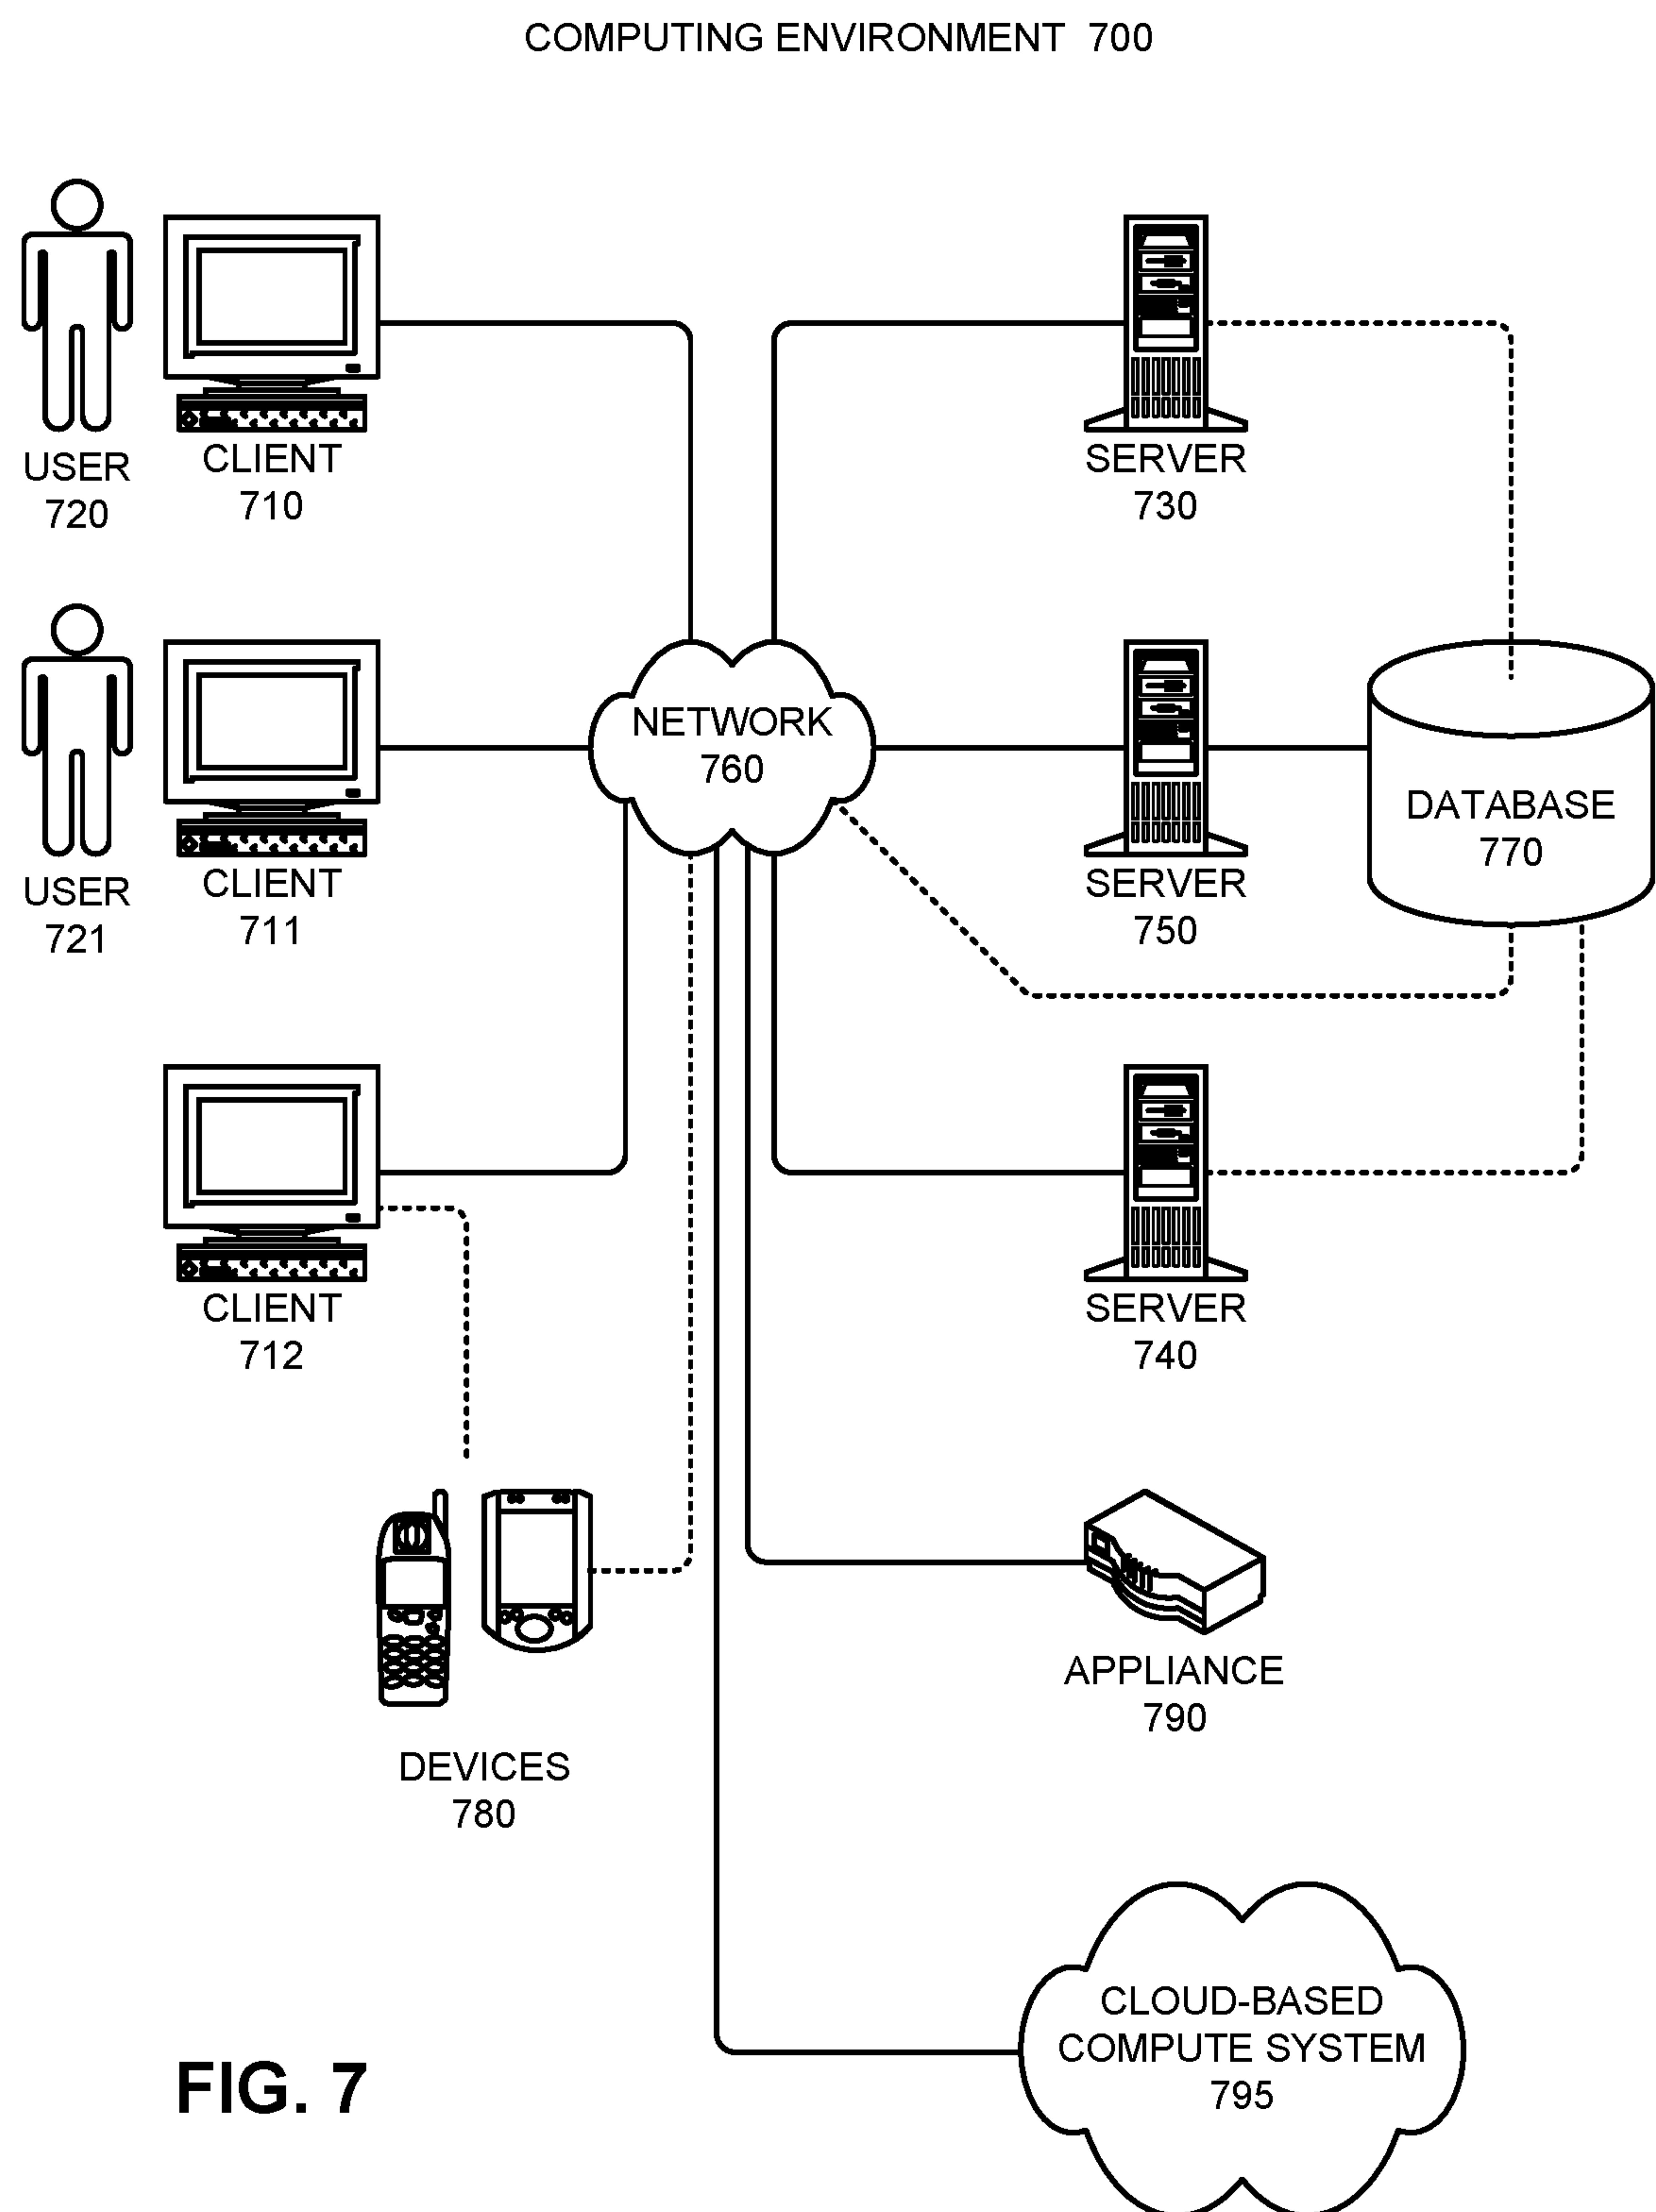 COMPUTING ENVIRONMENT 700
USER
720
CLIENT
710
SERVER
730
NETWORK
760
DATABASE
770
USER
721
CLIENT
711
SERVER
750
CLIENT
712
SERVER
740
APPLIANCE
790
DEVICES
780
CLOUD-BASED
COMPUTE SYSTEM
795
FIG. 7